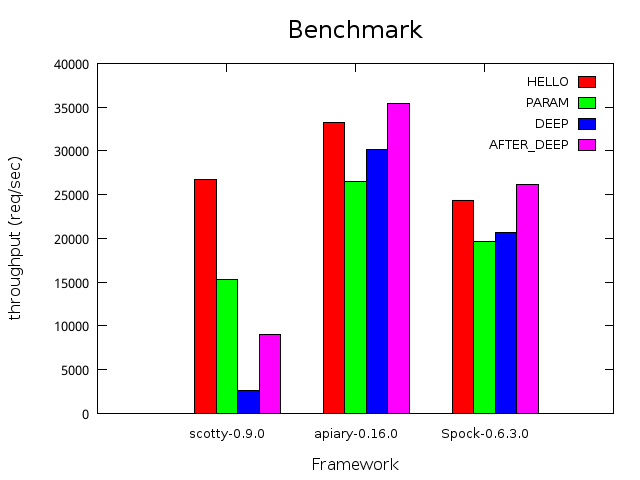 Benchmark
throughput (req/sec)
40000
35000
30000
25000
20000
15000
10000
5000
0
HELLO
PARAM
DEEP
AFTER_DEEP
scotty-0.9.0
apiary-0.16.0
Spock-0.6.3.0
Framework